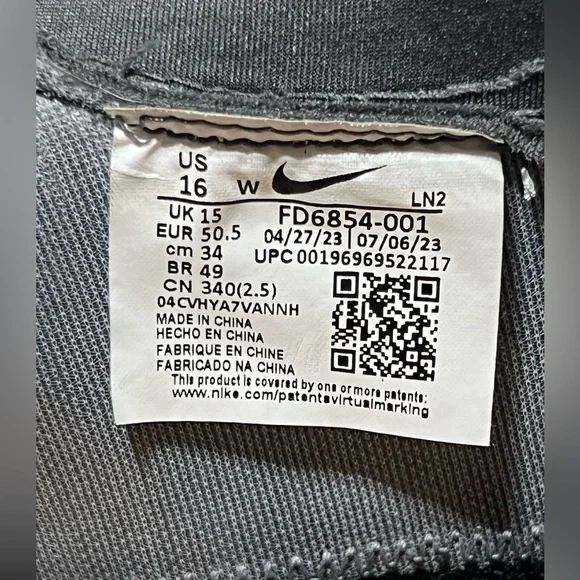 US
16 W
LN2
UK 15 FD6854-001
EUR 50.5 04/27/23 | 07/06/23
cm 34 UPC 00196969522117
BR 49
CN 340(2.5)
04CVHYA7VANNH
MADE IN CHINA
HECHO EN CHINA
FABRIQUE EN CHINE
FABRICADO NA CHINA
This product is covered by one or more patents:
www.nike.com/patentsvirtualmarking